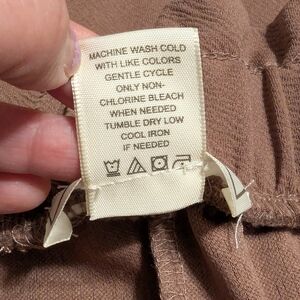 MACHINE WASH COLD
WITH LIKE COLORS
GENTLE CYCLE
ONLY NON-
CHLORINE BLEACH
WHEN NEEDED
TUMBLE DRY LOW
COOL IRON
IF NEEDED